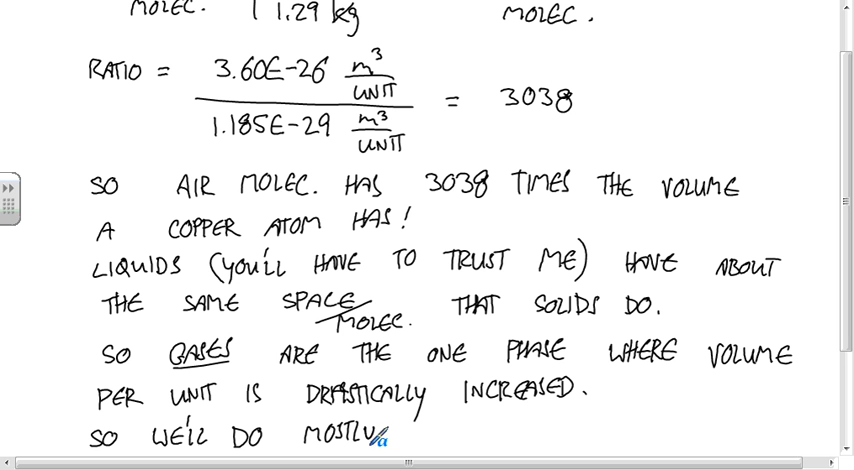 MOLEC. 1.29 kg MOLEC.
RATIO = 3.60E-26 m³/UNIT / 1.185E-29 m³/UNIT = 3038
SO AIR MOLEC. HAS 3038 TIMES THE VOLUME
A COPPER ATOM HAS!
LIQUIDS (YOU'LL HAVE TO TRUST ME) HAVE ABOUT
THE SAME SPACE/MOLEC. THAT SOLIDS DO.
SO GASES ARE THE ONE PHASE WHERE VOLUME
PER UNIT IS DRASTICALLY INCREASED.
SO WE'LL DO MOSTLY